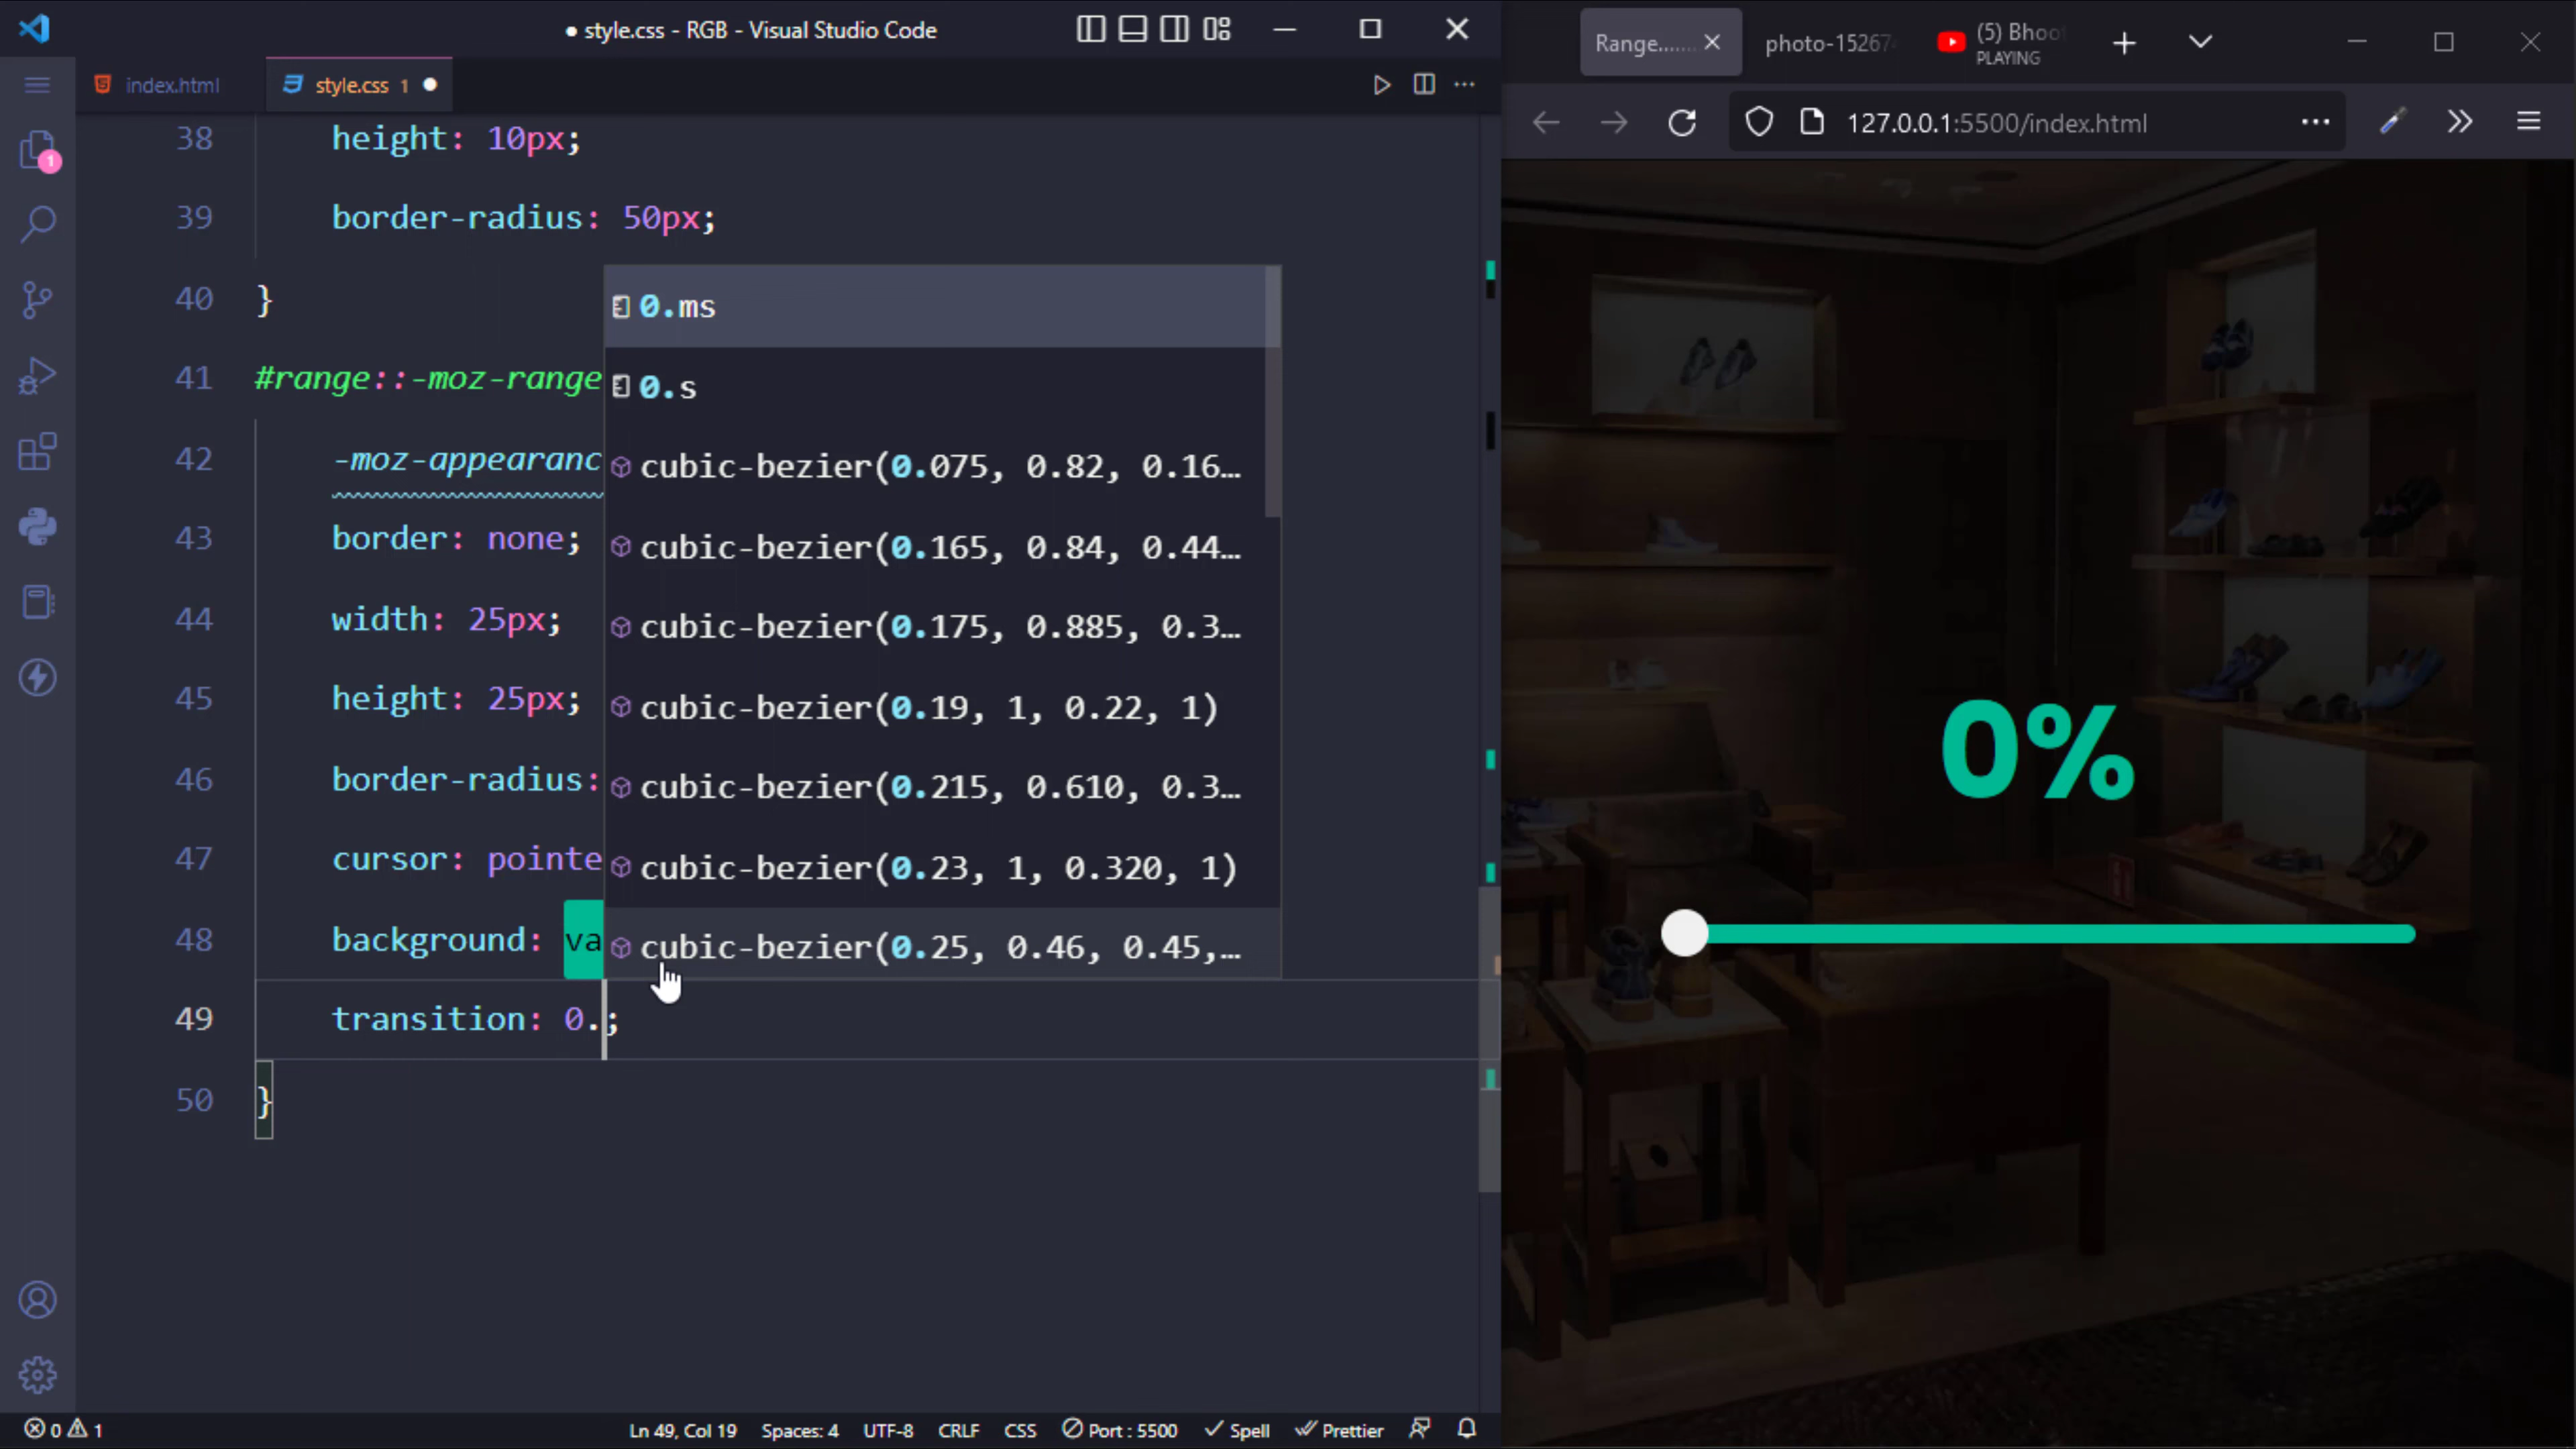 ● style.css - RGB - Visual Studio Code
index.html
style.css 1 ●
38 height: 10px;
39 border-radius: 50px;
40 }
41 #range::-moz-range
42 -moz-appearanc
43 border: none;
44 width: 25px;
45 height: 25px;
46 border-radius:
47 cursor: pointe
48 background: va
49 transition: 0.;
50 }
0.ms
0.s
cubic-bezier(0.075, 0.82, 0.16…
cubic-bezier(0.165, 0.84, 0.44…
cubic-bezier(0.175, 0.885, 0.3…
cubic-bezier(0.19, 1, 0.22, 1)
cubic-bezier(0.215, 0.610, 0.3…
cubic-bezier(0.23, 1, 0.320, 1)
cubic-bezier(0.25, 0.46, 0.45,…
1
0 1 Ln 49, Col 19 Spaces: 4 UTF-8 CRLF CSS Port : 5500 Spell Prettier
Range......
photo-15267
(5) Bhoot
PLAYING
127.0.0.1:5500/index.html
0%